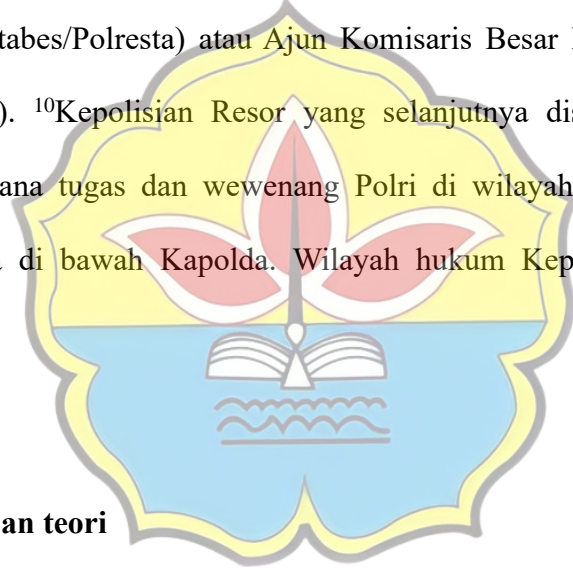 tabes/Polresta) atau Ajun Komisaris Besar
). ¹⁰Kepolisian Resor yang selanjutnya dis
ana tugas dan wewenang Polri di wilayah
di bawah Kapolda. Wilayah hukum Kep
an teori